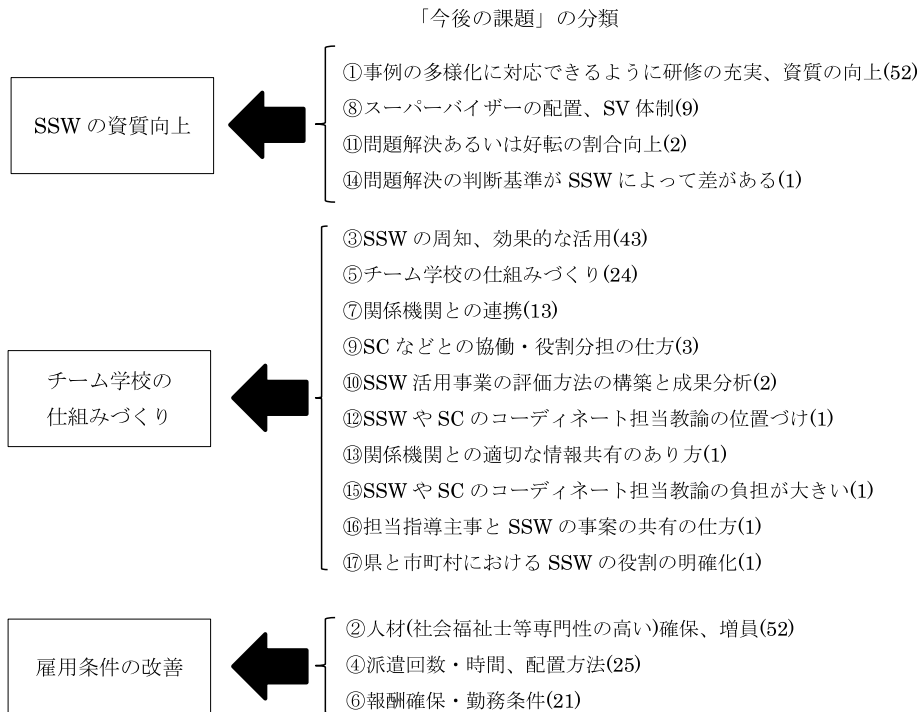 「今後の課題」の分類
SSW の資質向上
①事例の多様化に対応できるように研修の充実、資質の向上(52)
⑧スーパーバイザーの配置、SV 体制(9)
⑪問題解決あるいは好転の割合向上(2)
⑭問題解決の判断基準が SSW によって差がある(1)
チーム学校の
仕組みづくり
③SSW の周知、効果的な活用(43)
⑤チーム学校の仕組みづくり(24)
⑦関係機関との連携(13)
⑨SC などとの協働・役割分担の仕方(3)
⑩SSW 活用事業の評価方法の構築と成果分析(2)
⑫SSW や SC のコーディネート担当教諭の位置づけ(1)
⑬関係機関との適切な情報共有のあり方(1)
⑮SSW や SC のコーディネート担当教諭の負担が大きい(1)
⑯担当指導主事と SSW の事案の共有の仕方(1)
⑰県と市町村における SSW の役割の明確化(1)
雇用条件の改善
②人材(社会福祉士等専門性の高い)確保、増員(52)
④派遣回数・時間、配置方法(25)
⑥報酬確保・勤務条件(21)